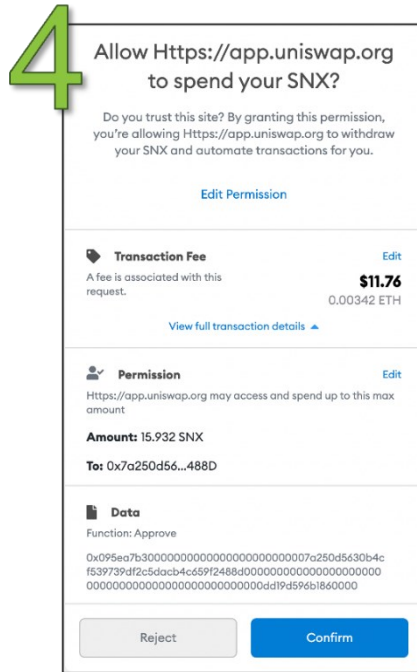 4
Allow Https://app.uniswap.org
to spend your SNX?
Do you trust this site? By granting this permission,
you're allowing Https://app.uniswap.org to withdraw
your SNX and automate transactions for you.
Edit Permission
Transaction Fee
Edit
A fee is associated with this
request.
$11.76
0.00342 ETH
View full transaction details
Permission
Edit
Https://app.uniswap.org may access and spend up to this max
amount
Amount: 15.932 SNX
To: 0x7a250d56...488D
Data
Function: Approve
0x095ea7b30000000000000000000000007a250d5630b4c
f539739df2c5dacb4c659f2488d00000000000000000000
0000000000000000000000000000dd19d596b1860000
Reject
Confirm